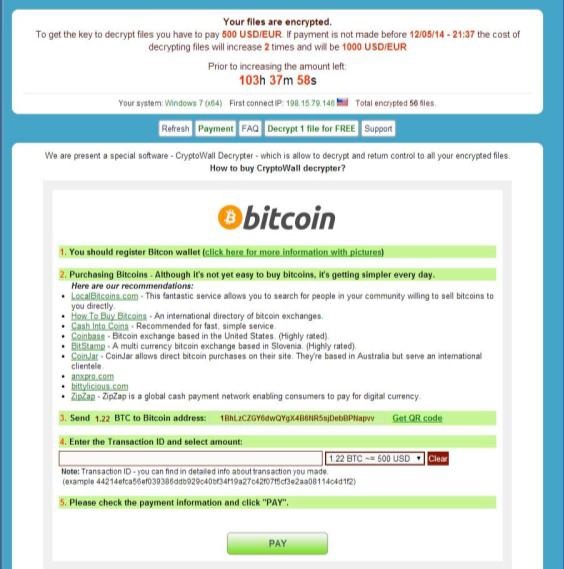 Your files are encrypted.
To get the key to decrypt files you have to pay 500 USD/EUR. If payment is not made before 12/05/14 - 21:37 the cost of
decrypting files will increase 2 times and will be 1000 USD/EUR
Prior to increasing the amount left:
103h 37m 58s
Your system: Windows 7 (x64) First connect IP: 198.15.79.146 Total encrypted 56 files.
Refresh Payment FAQ Decrypt 1 file for FREE Support
We are present a special software - CryptoWall Decrypter - which is allow to decrypt and return control to all your encrypted files.
How to buy CryptoWall decrypter?
bitcoin
1. You should register Bitcon wallet (click here for more information with pictures)
2. Purchasing Bitcoins - Although it's not yet easy to buy bitcoins, it's getting simpler every day.
Here are our recommendations:
• LocalBitcoins.com - This fantastic service allows you to search for people in your community willing to sell bitcoins to
you directly.
• How To Buy Bitcoins - An international directory of bitcoin exchanges.
• Cash Into Coins - Recommended for fast, simple service.
• Coinbase - Bitcoin exchange based in the United States. (Highly rated).
• BitStamp - A multi currency bitcoin exchange based in Slovenia. (Highly rated).
• CoinJar - CoinJar allows direct bitcoin purchases on their site. They're based in Australia but serve an international
clientele.
• anxpro.com
• bittylicious.com
• ZipZap - ZipZap is a global cash payment network enabling consumers to pay for digital currency.
3. Send 1.22 BTC to Bitcoin address: Get QR code
4. Enter the Transaction ID and select amount:
1.22 BTC ~= 500 USD Clear
Note: Transaction ID - you can find in detailed info about transaction you made.
(example
5. Please check the payment information and click "PAY".
PAY